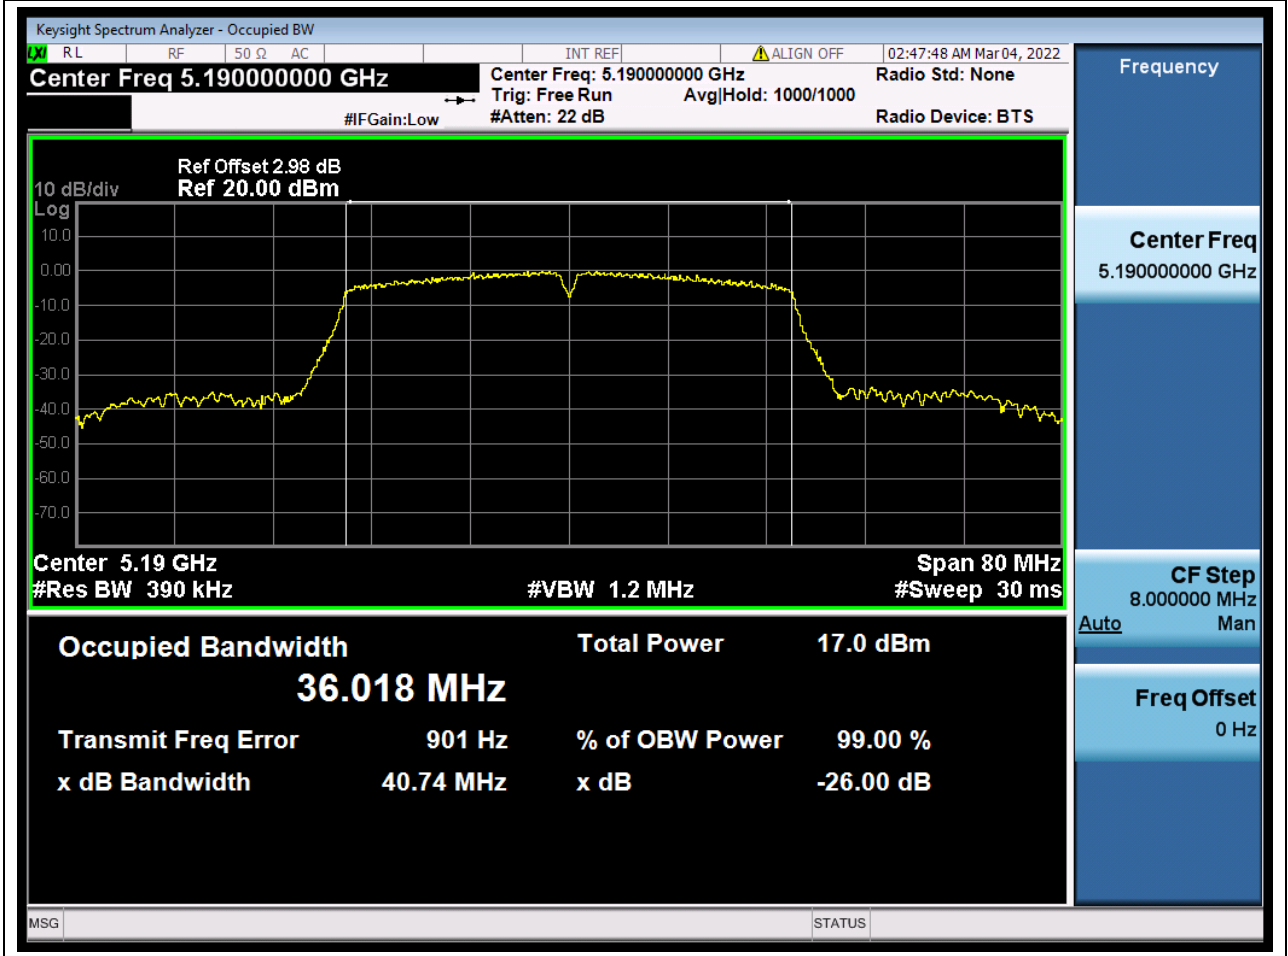 Keysight Spectrum Analyzer - Occupied BW
LXI RL RF 50 Ω AC INT REF ALIGN OFF 02:47:48 AM Mar 04, 2022
Center Freq 5.190000000 GHz
Center Freq: 5.190000000 GHz
Radio Std: None
Trig: Free Run
Avg|Hold: 1000/1000
#IFGain:Low
#Atten: 22 dB
Radio Device: BTS
Ref Offset 2.98 dB
10 dB/div
Ref 20.00 dBm
Log
10.0
0.00
-10.0
-20.0
-30.0
-40.0
-50.0
-60.0
-70.0
Center 5.19 GHz
Span 80 MHz
#Res BW 390 kHz
#VBW 1.2 MHz
#Sweep 30 ms
Occupied Bandwidth
36.018 MHz
Total Power 17.0 dBm
Transmit Freq Error 901 Hz
% of OBW Power 99.00 %
x dB Bandwidth 40.74 MHz
x dB -26.00 dB
MSG
STATUS
Frequency
Center Freq
5.190000000 GHz
CF Step
8.000000 MHz
Auto Man
Freq Offset
0 Hz